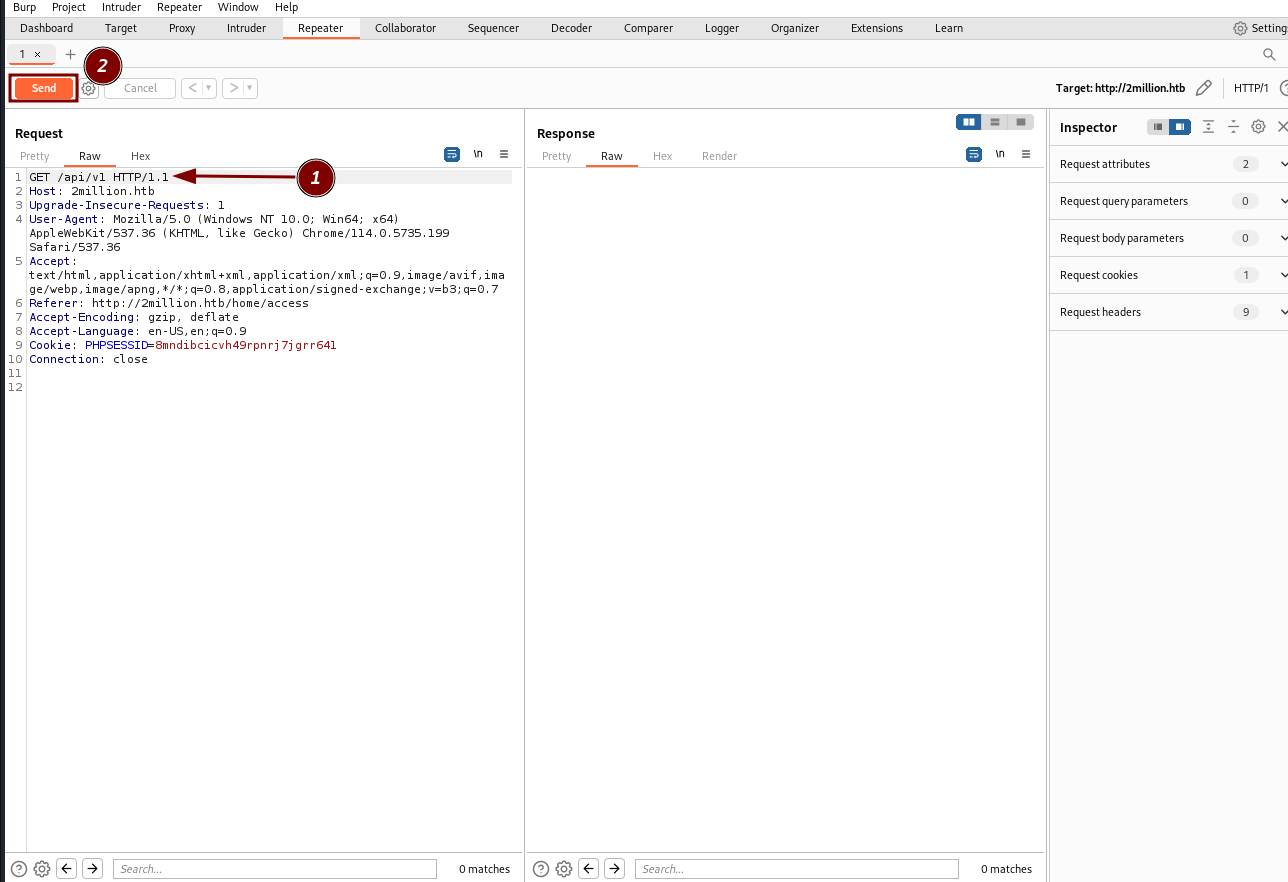 Burp Project Intruder Repeater Window Help
Dashboard Target Proxy Intruder Repeater Collaborator Sequencer Decoder Comparer Logger Organizer Extensions Learn Setting
1 × +
2
Send Cancel < >
Target: http://2million.htb HTTP/1
Request
Pretty Raw Hex \n
1 GET /api/v1 HTTP/1.1
1
2 Host: 2million.htb
3 Upgrade-Insecure-Requests: 1
4 User-Agent: Mozilla/5.0 (Windows NT 10.0; Win64; x64)
AppleWebKit/537.36 (KHTML, like Gecko) Chrome/114.0.5735.199
Safari/537.36
5 Accept:
text/html,application/xhtml+xml,application/xml;q=0.9,image/avif,ima
ge/webp,image/apng,*/*;q=0.8,application/signed-exchange;v=b3;q=0.7
6 Referer: http://2million.htb/home/access
7 Accept-Encoding: gzip, deflate
8 Accept-Language: en-US,en;q=0.9
9 Cookie: PHPSESSID=8mndibcicvh49rpnrj7jgrr641
10 Connection: close
11
12
? Search... 0 matches
Response
Pretty Raw Hex Render \n
? Search... 0 matches
Inspector
Request attributes 2
Request query parameters 0
Request body parameters 0
Request cookies 1
Request headers 9